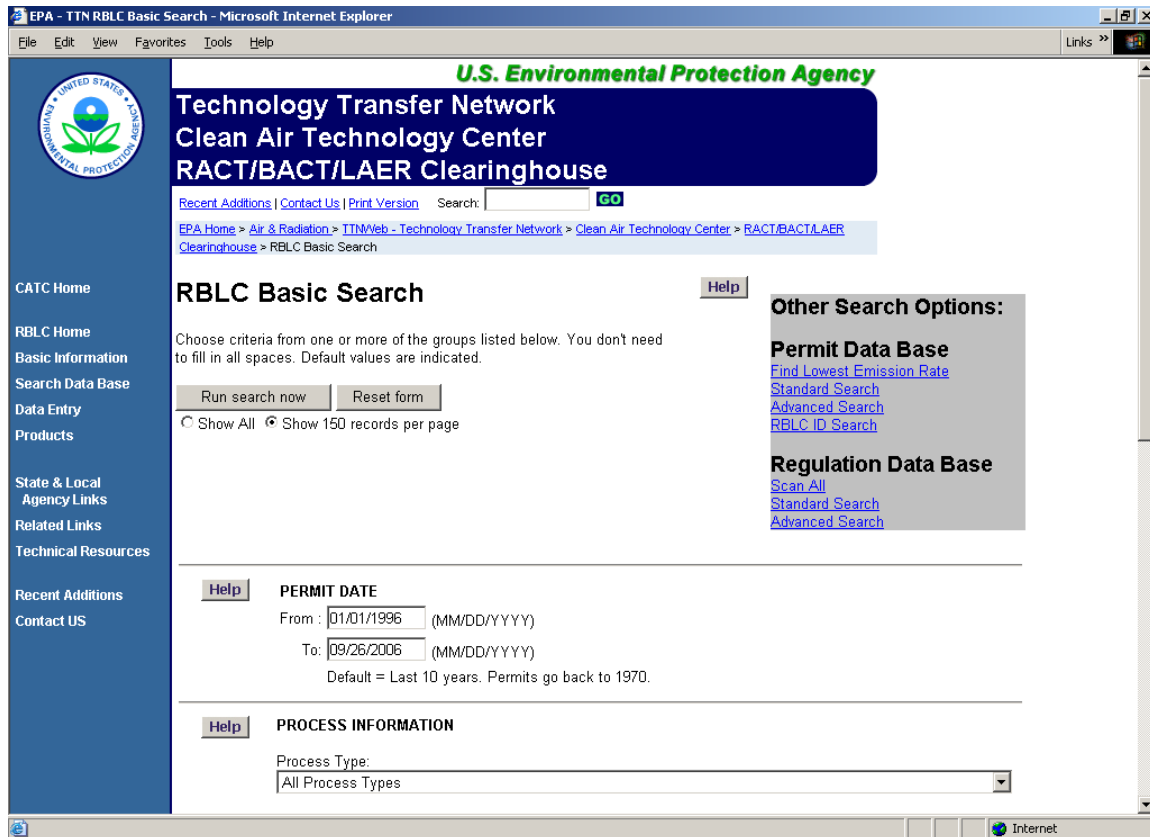 EPA - TTN RBLC Basic Search - Microsoft Internet Explorer
File Edit View Favorites Tools Help Links »
UNITED STATES ENVIRONMENTAL PROTECTION AGENCY
U.S. Environmental Protection Agency
Technology Transfer Network
Clean Air Technology Center
RACT/BACT/LAER Clearinghouse
Recent Additions | Contact Us | Print Version Search: GO
EPA Home > Air & Radiation > TTNWeb - Technology Transfer Network > Clean Air Technology Center > RACT/BACT/LAER
Clearinghouse > RBLC Basic Search
CATC Home
RBLC Home
Basic Information
Search Data Base
Data Entry
Products
State & Local
Agency Links
Related Links
Technical Resources
Recent Additions
Contact US
RBLC Basic Search
Help
Choose criteria from one or more of the groups listed below. You don't need
to fill in all spaces. Default values are indicated.
Run search now Reset form
Show All Show 150 records per page
Other Search Options:
Permit Data Base
Find Lowest Emission Rate
Standard Search
Advanced Search
RBLC ID Search
Regulation Data Base
Scan All
Standard Search
Advanced Search
Help PERMIT DATE
From : 01/01/1996 (MM/DD/YYYY)
To: 09/26/2006 (MM/DD/YYYY)
Default = Last 10 years. Permits go back to 1970.
Help PROCESS INFORMATION
Process Type:
All Process Types
Internet